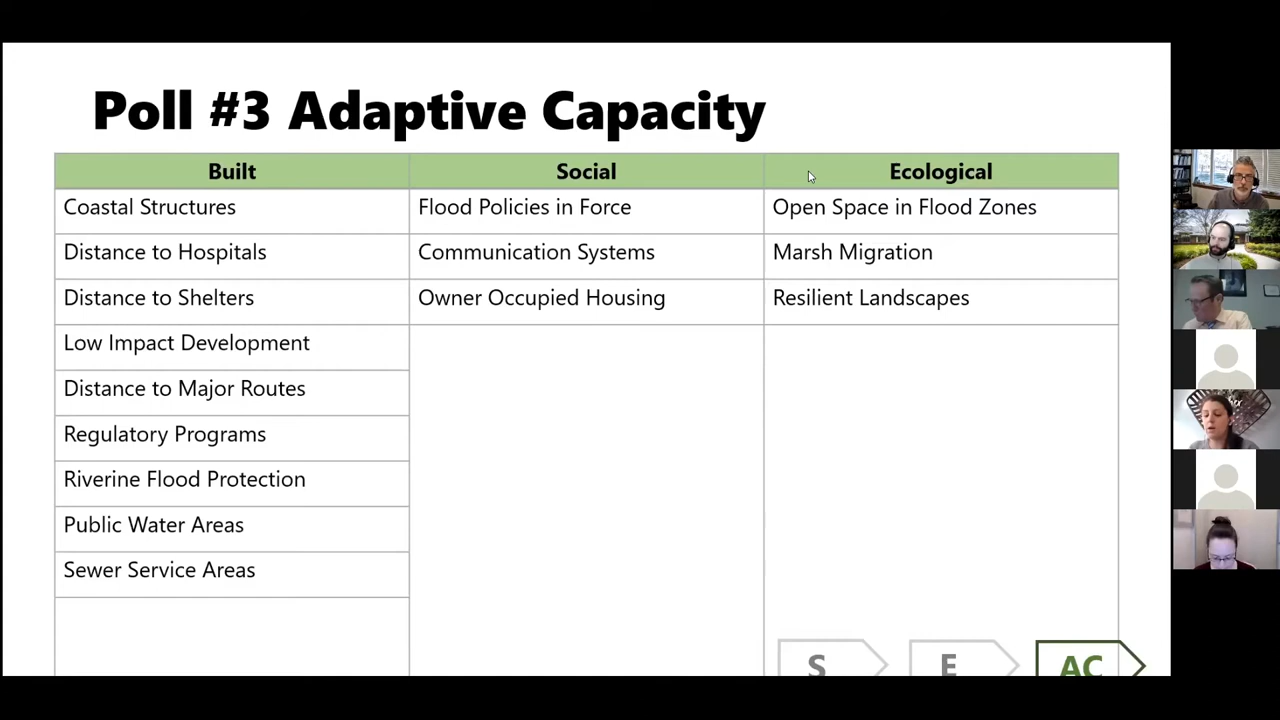 Poll #3 Adaptive Capacity
Built Social Ecological
Coastal Structures Flood Policies in Force Open Space in Flood Zones
Distance to Hospitals Communication Systems Marsh Migration
Distance to Shelters Owner Occupied Housing Resilient Landscapes
Low Impact Development
Distance to Major Routes
Regulatory Programs
Riverine Flood Protection
Public Water Areas
Sewer Service Areas
S E AC